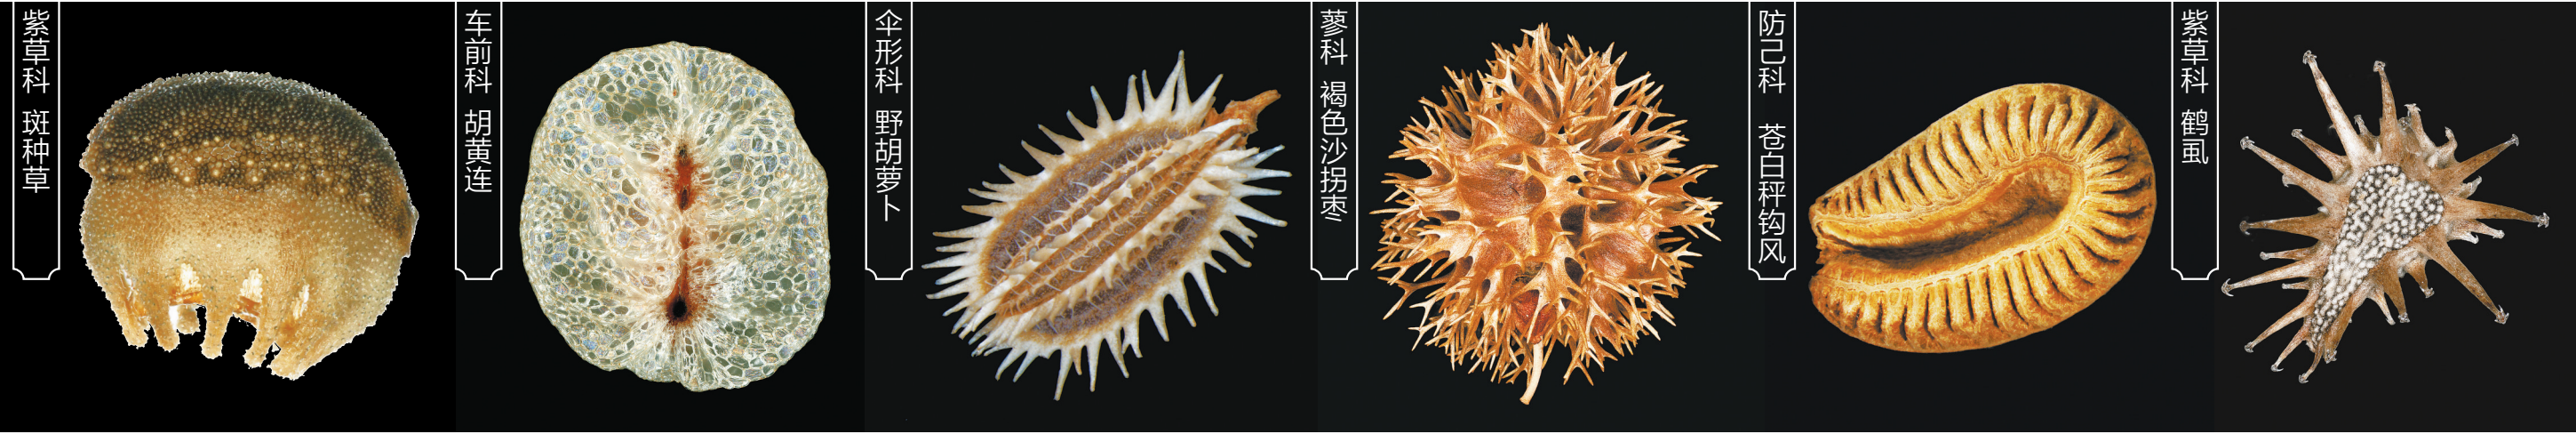 紫草科 斑种草
车前科 胡黄连
伞形科 野胡萝卜
蓼科 褐色沙拐枣
防己科 苍白秤钩风
紫草科 鹤虱